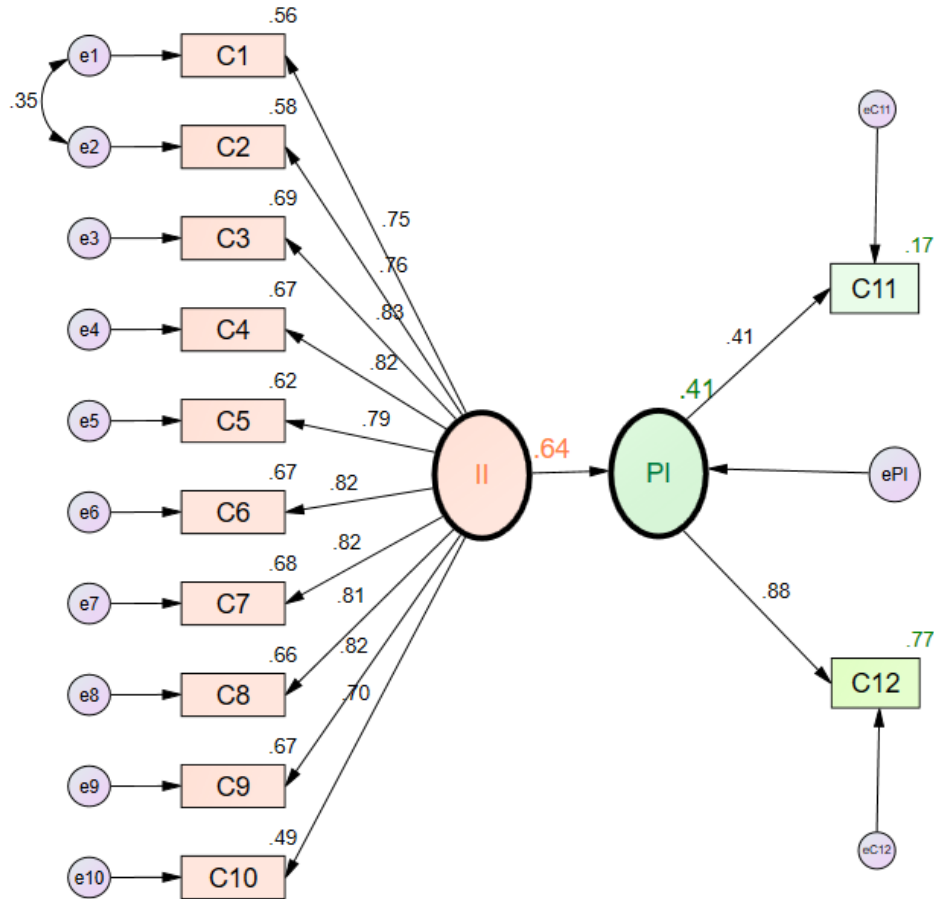 .56
e1
C1
.35
.58
e2
C2
.69
e3
C3
.67
e4
C4
.62
e5
C5
.67
e6
C6
.68
e7
C7
.66
e8
C8
.67
e9
C9
.49
e10
C10
.75
.76
.83
.82
.79
.82
.82
.81
.82
.70
II
.64
.41
PI
.41
eC11
.17
C11
ePI
.88
.77
C12
eC12